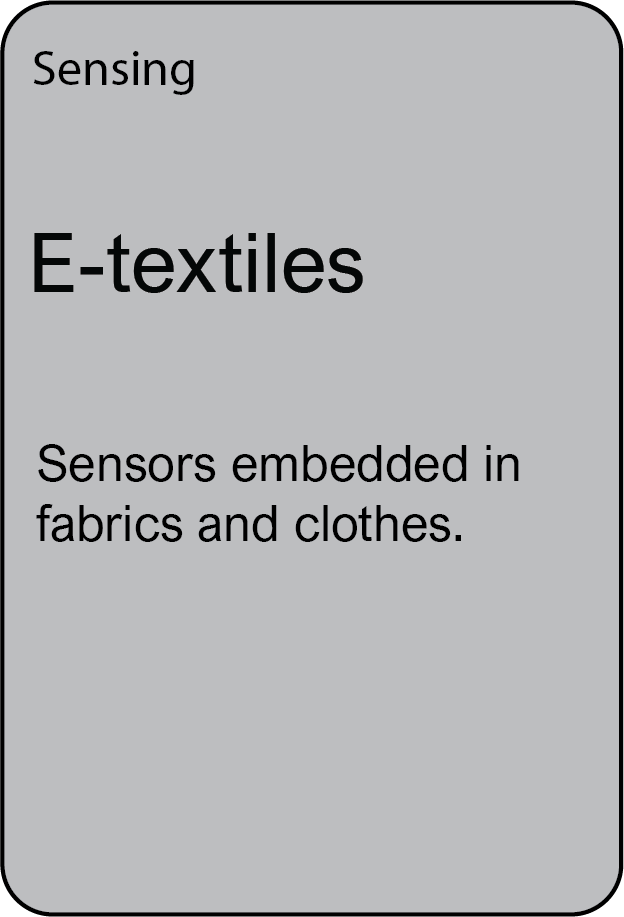 Sensing
E-textiles
Sensors embedded in
fabrics and clothes.